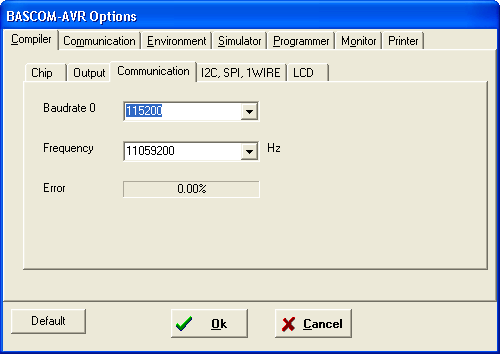 BASCOM-AVR Options
Compiler Communication Environment Simulator Programmer Monitor Printer
Chip Output Communication I2C, SPI, 1WIRE LCD
Baudrate 0 115200
Frequency 11059200 Hz
Error 0.00%
Default Ok Cancel